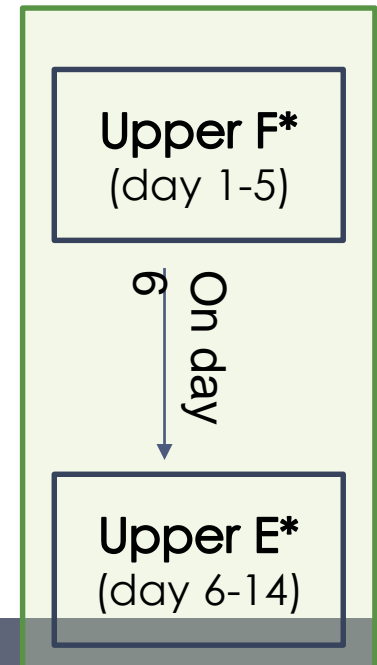 Upper F*
(day 1-5)
On day
6
Upper E*
(day 6-14)